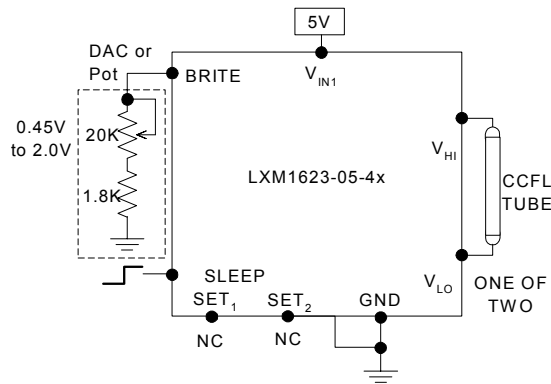 5V
DAC or
Pot
BRITE
V_IN1
0.45V
to 2.0V
20K
1.8K
V_HI
LXM1623-05-4x
CCFL
TUBE
SLEEP
V_LO
ONE OF
TWO
SET_1
SET_2
GND
NC
NC